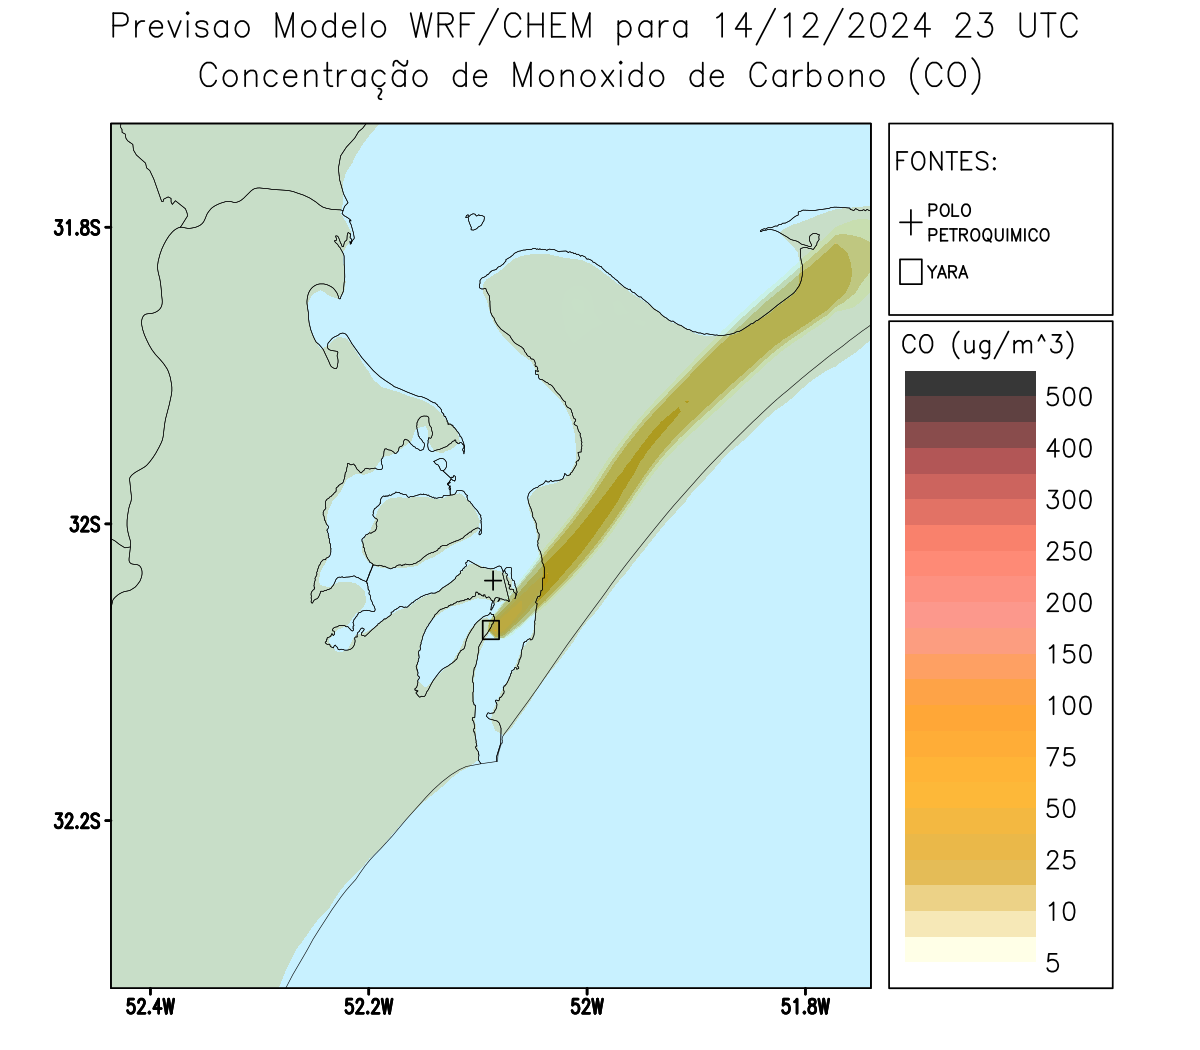 Previsao Modelo WRF/CHEM para 14/12/2024 23 UTC
Concentração de Monoxido de Carbono (CO)
FONTES:
POLO
PETROQUIMICO
YARA
31.8S
32S
32.2S
52.4W
52.2W
52W
51.8W
CO (ug/m^3)
500
400
300
250
200
150
100
75
50
25
10
5